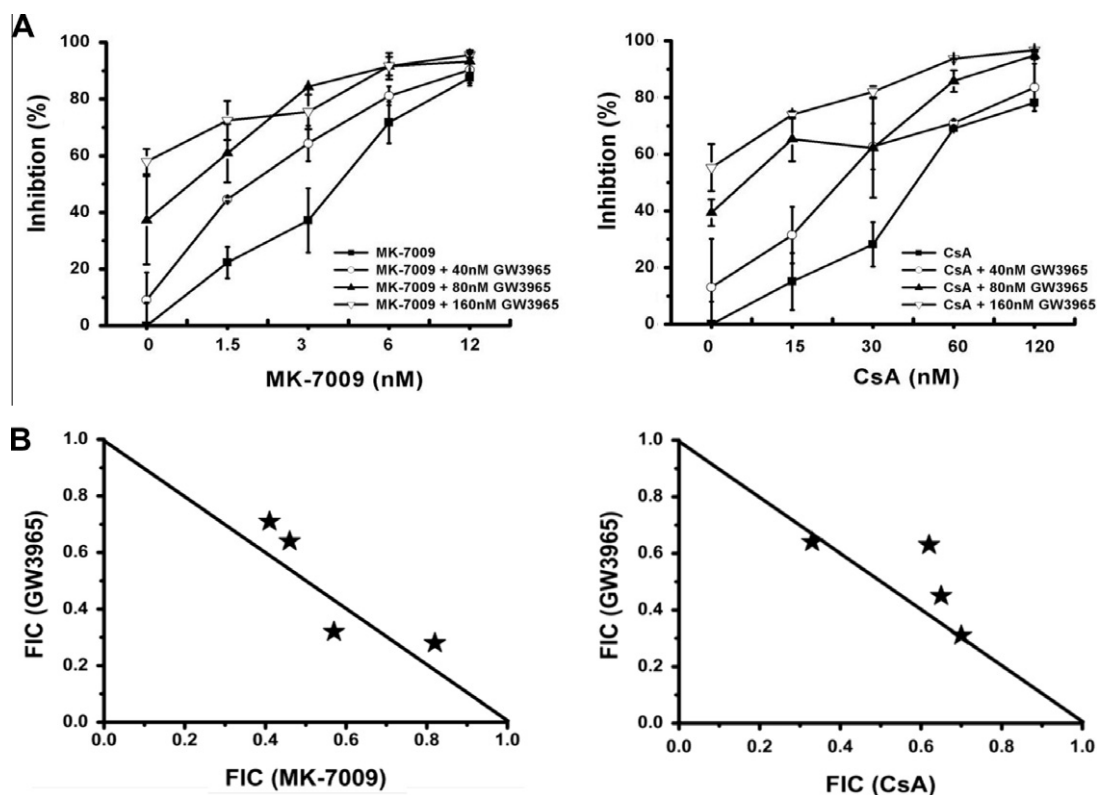 A
100
80
60
40
20
0
Inhibtion (%)
MK-7009
MK-7009 + 40nM GW3965
MK-7009 + 80nM GW3965
MK-7009 + 160nM GW3965
0 1.5 3 6 12
MK-7009 (nM)
100
80
60
40
20
0
Inhibtion (%)
CsA
CsA + 40nM GW3965
CsA + 80nM GW3965
CsA + 160nM GW3965
0 15 30 60 120
CsA (nM)
B
1.0
0.8
0.6
0.4
0.2
0.0
FIC (GW3965)
0.0 0.2 0.4 0.6 0.8 1.0
FIC (MK-7009)
1.0
0.8
0.6
0.4
0.2
0.0
FIC (GW3965)
0.0 0.2 0.4 0.6 0.8 1.0
FIC (CsA)